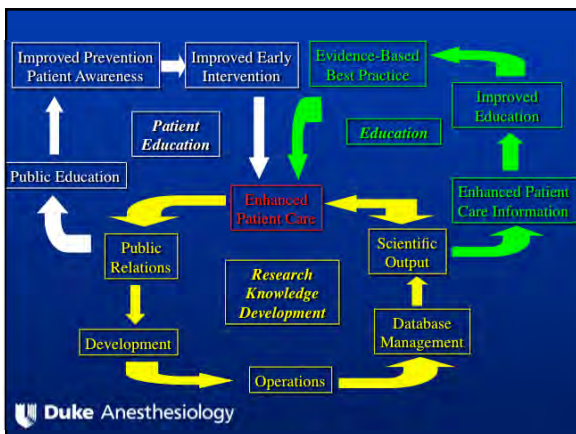 Improved Prevention
Patient Awareness
Improved Early
Intervention
Evidence-Based
Best Practice
Improved
Education
Patient
Education
Education
Public Education
Enhanced
Patient Care
Enhanced Patient
Care Information
Public
Relations
Scientific
Output
Research
Knowledge
Development
Development
Database
Management
Operations
Duke Anesthesiology